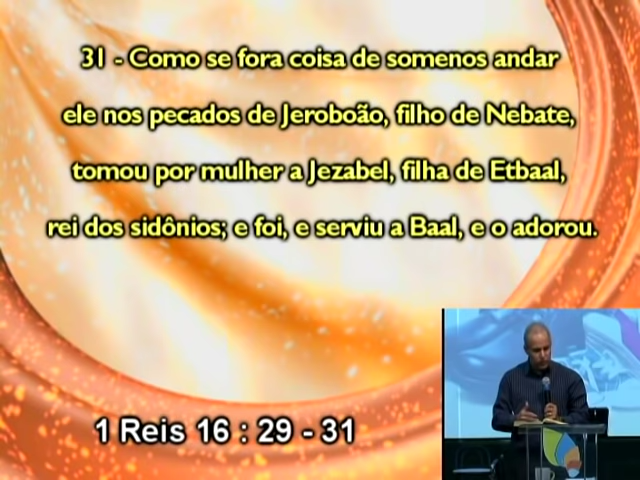 31 - Como se fora coisa de somenos andar
ele nos pecados de Jeroboão, filho de Nebate,
tomou por mulher a Jezabel, filha de Etbaal,
rei dos sidônios; e foi, e serviu a Baal, e o adorou.
1 Reis 16 : 29 - 31